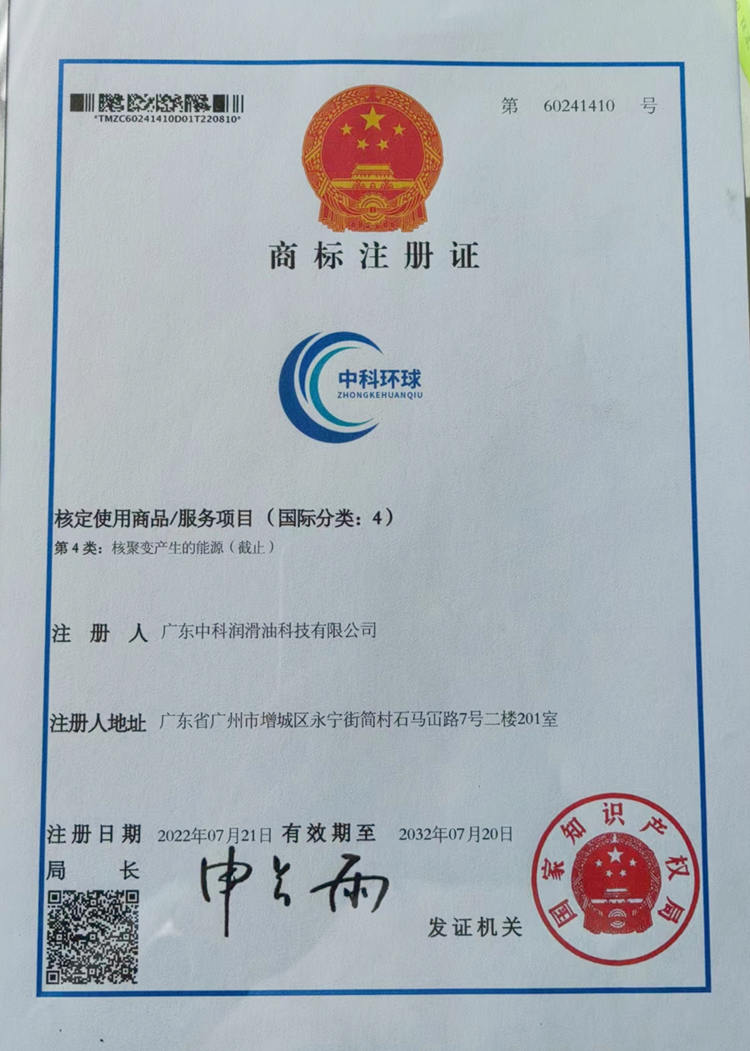 *TMZC60241410D01T220810*
第 60241410 号
商标注册证
中科环球
ZHONGKEHUANQIU
核定使用商品/服务项目（国际分类：4）
第4类：核聚变产生的能源（截止）
注 册 人 广东中科润滑油科技有限公司
注册人地址 广东省广州市增城区永宁街简村石马㘵路7号二楼201室
注册日期 2022年07月21日 有效期至 2032年07月20日
局 长 申长雨
发证机关
国家知识产权局